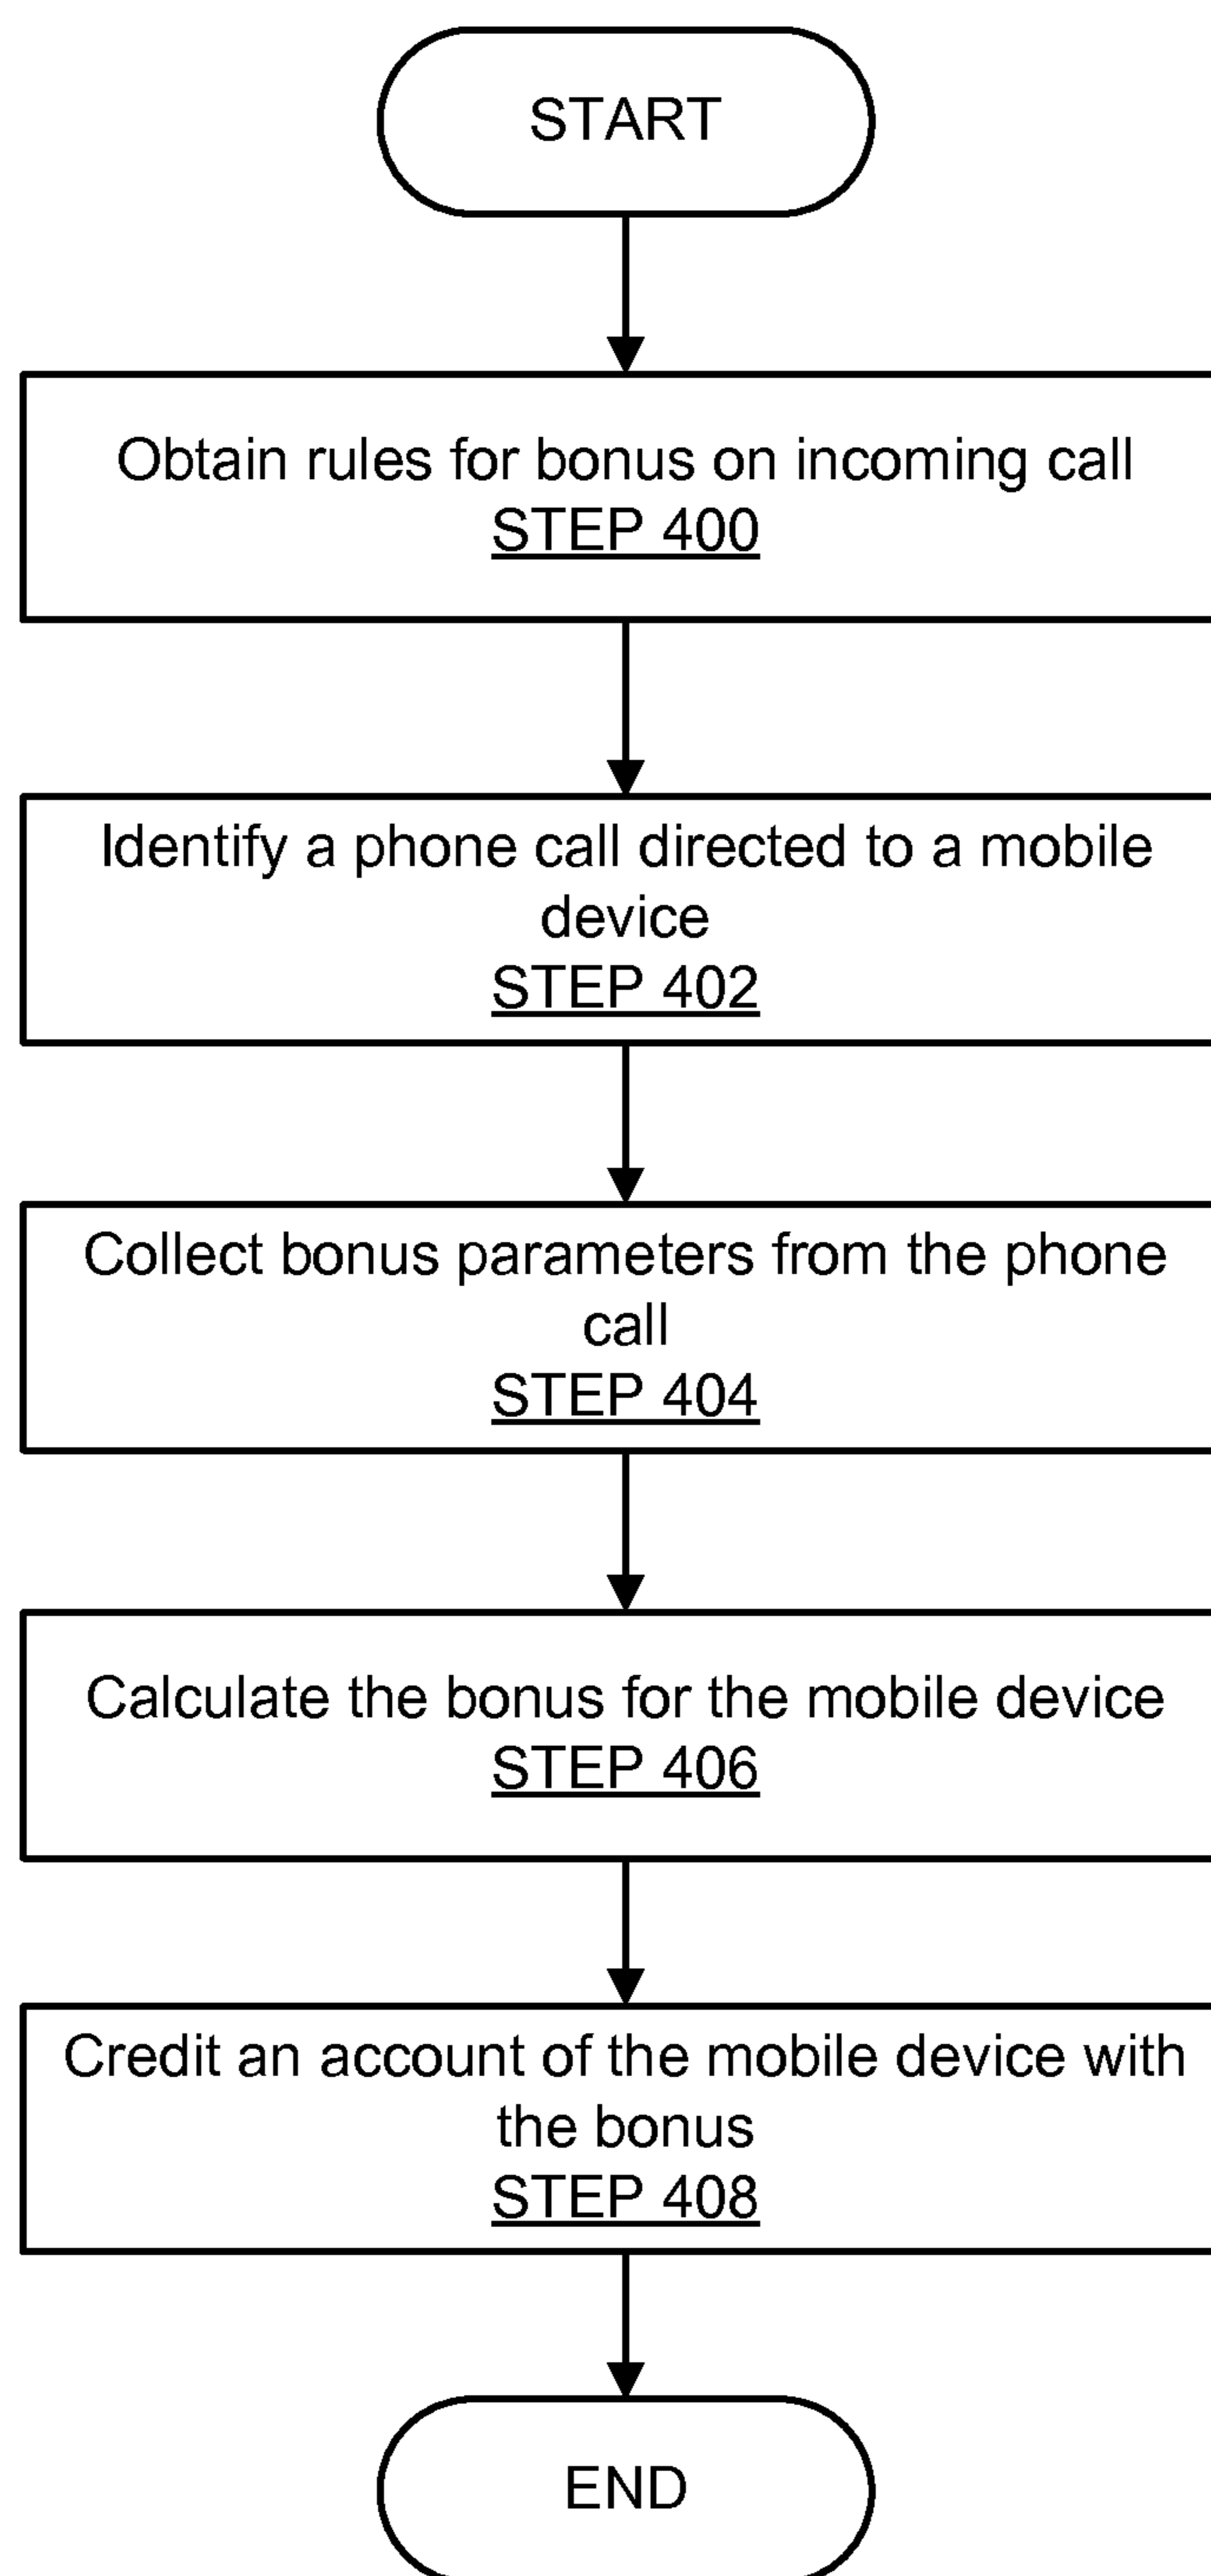 START
Obtain rules for bonus on incoming call
STEP 400
Identify a phone call directed to a mobile
device
STEP 402
Collect bonus parameters from the phone
call
STEP 404
Calculate the bonus for the mobile device
STEP 406
Credit an account of the mobile device with
the bonus
STEP 408
END